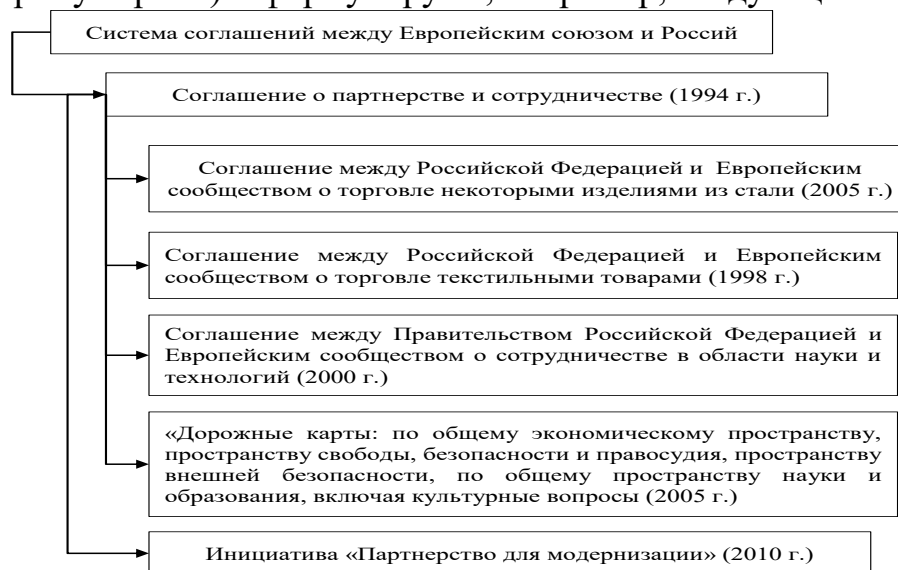 Система соглашений между Европейским союзом и Россий
Соглашение о партнерстве и сотрудничестве (1994 г.)
Соглашение между Российской Федерацией и Европейским
сообществом о торговле некоторыми изделиями из стали (2005 г.)
Соглашение между Российской Федерацией и Европейским
сообществом о торговле текстильными товарами (1998 г.)
Соглашение между Правительством Российской Федерацией и
Европейским сообществом о сотрудничестве в области науки и
технологий (2000 г.)
«Дорожные карты: по общему экономическому пространству,
пространству свободы, безопасности и правосудия, пространству
внешней безопасности, по общему пространству науки и
образования, включая культурные вопросы (2005 г.)
Инициатива «Партнерство для модернизации» (2010 г.)